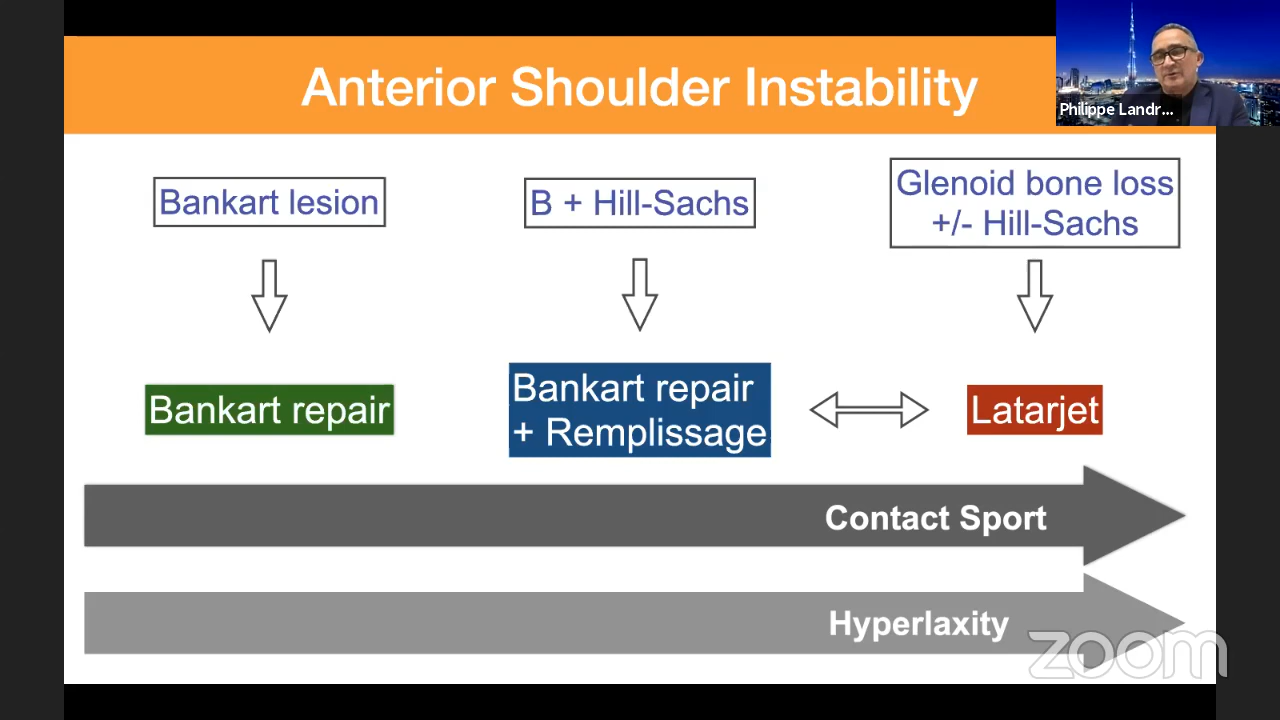 Anterior Shoulder Instability
Philippe Landr...
Bankart lesion
B + Hill-Sachs
Glenoid bone loss
+/- Hill-Sachs
Bankart repair
Bankart repair
+ Remplissage
Latarjet
Contact Sport
Hyperlaxity
zoom